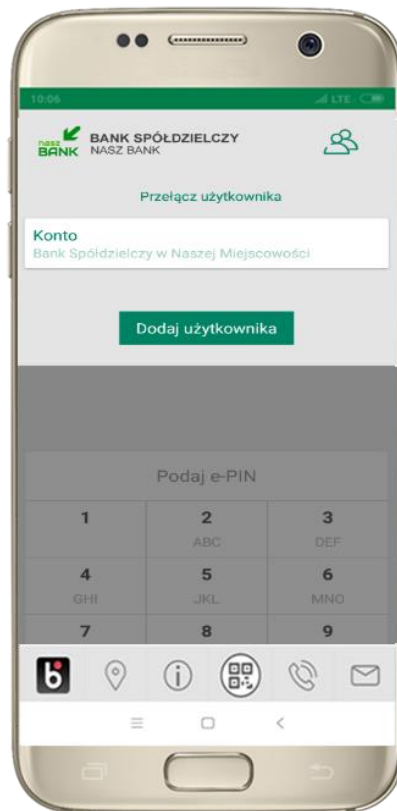 10:06
LTE
nasz
BANK
BANK SPÓŁDZIELCZY
NASZ BANK
Przełącz użytkownika
Konto
Bank Spółdzielczy w Naszej Miejscowości
Dodaj użytkownika
Podaj e-PIN
1 2 3
ABC DEF
4 5 6
GHI JKL MNO
7 8 9
b